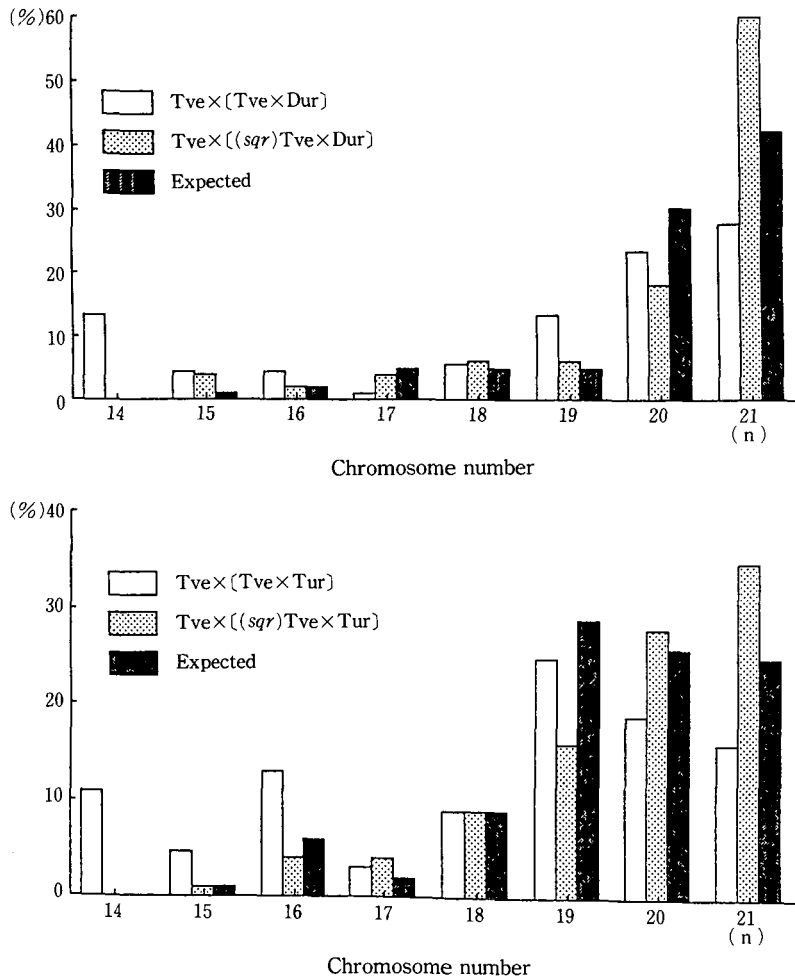 (%) 60
50
40
30
20
10
0
Tve×〔Tve×Dur〕
Tve×〔(sqr)Tve×Dur〕
Expected
14 15 16 17 18 19 20 21
(n)
Chromosome number
(%) 40
30
20
10
0
Tve×〔Tve×Tur〕
Tve×〔(sqr)Tve×Tur〕
Expected
14 15 16 17 18 19 20 21
(n)
Chromosome number